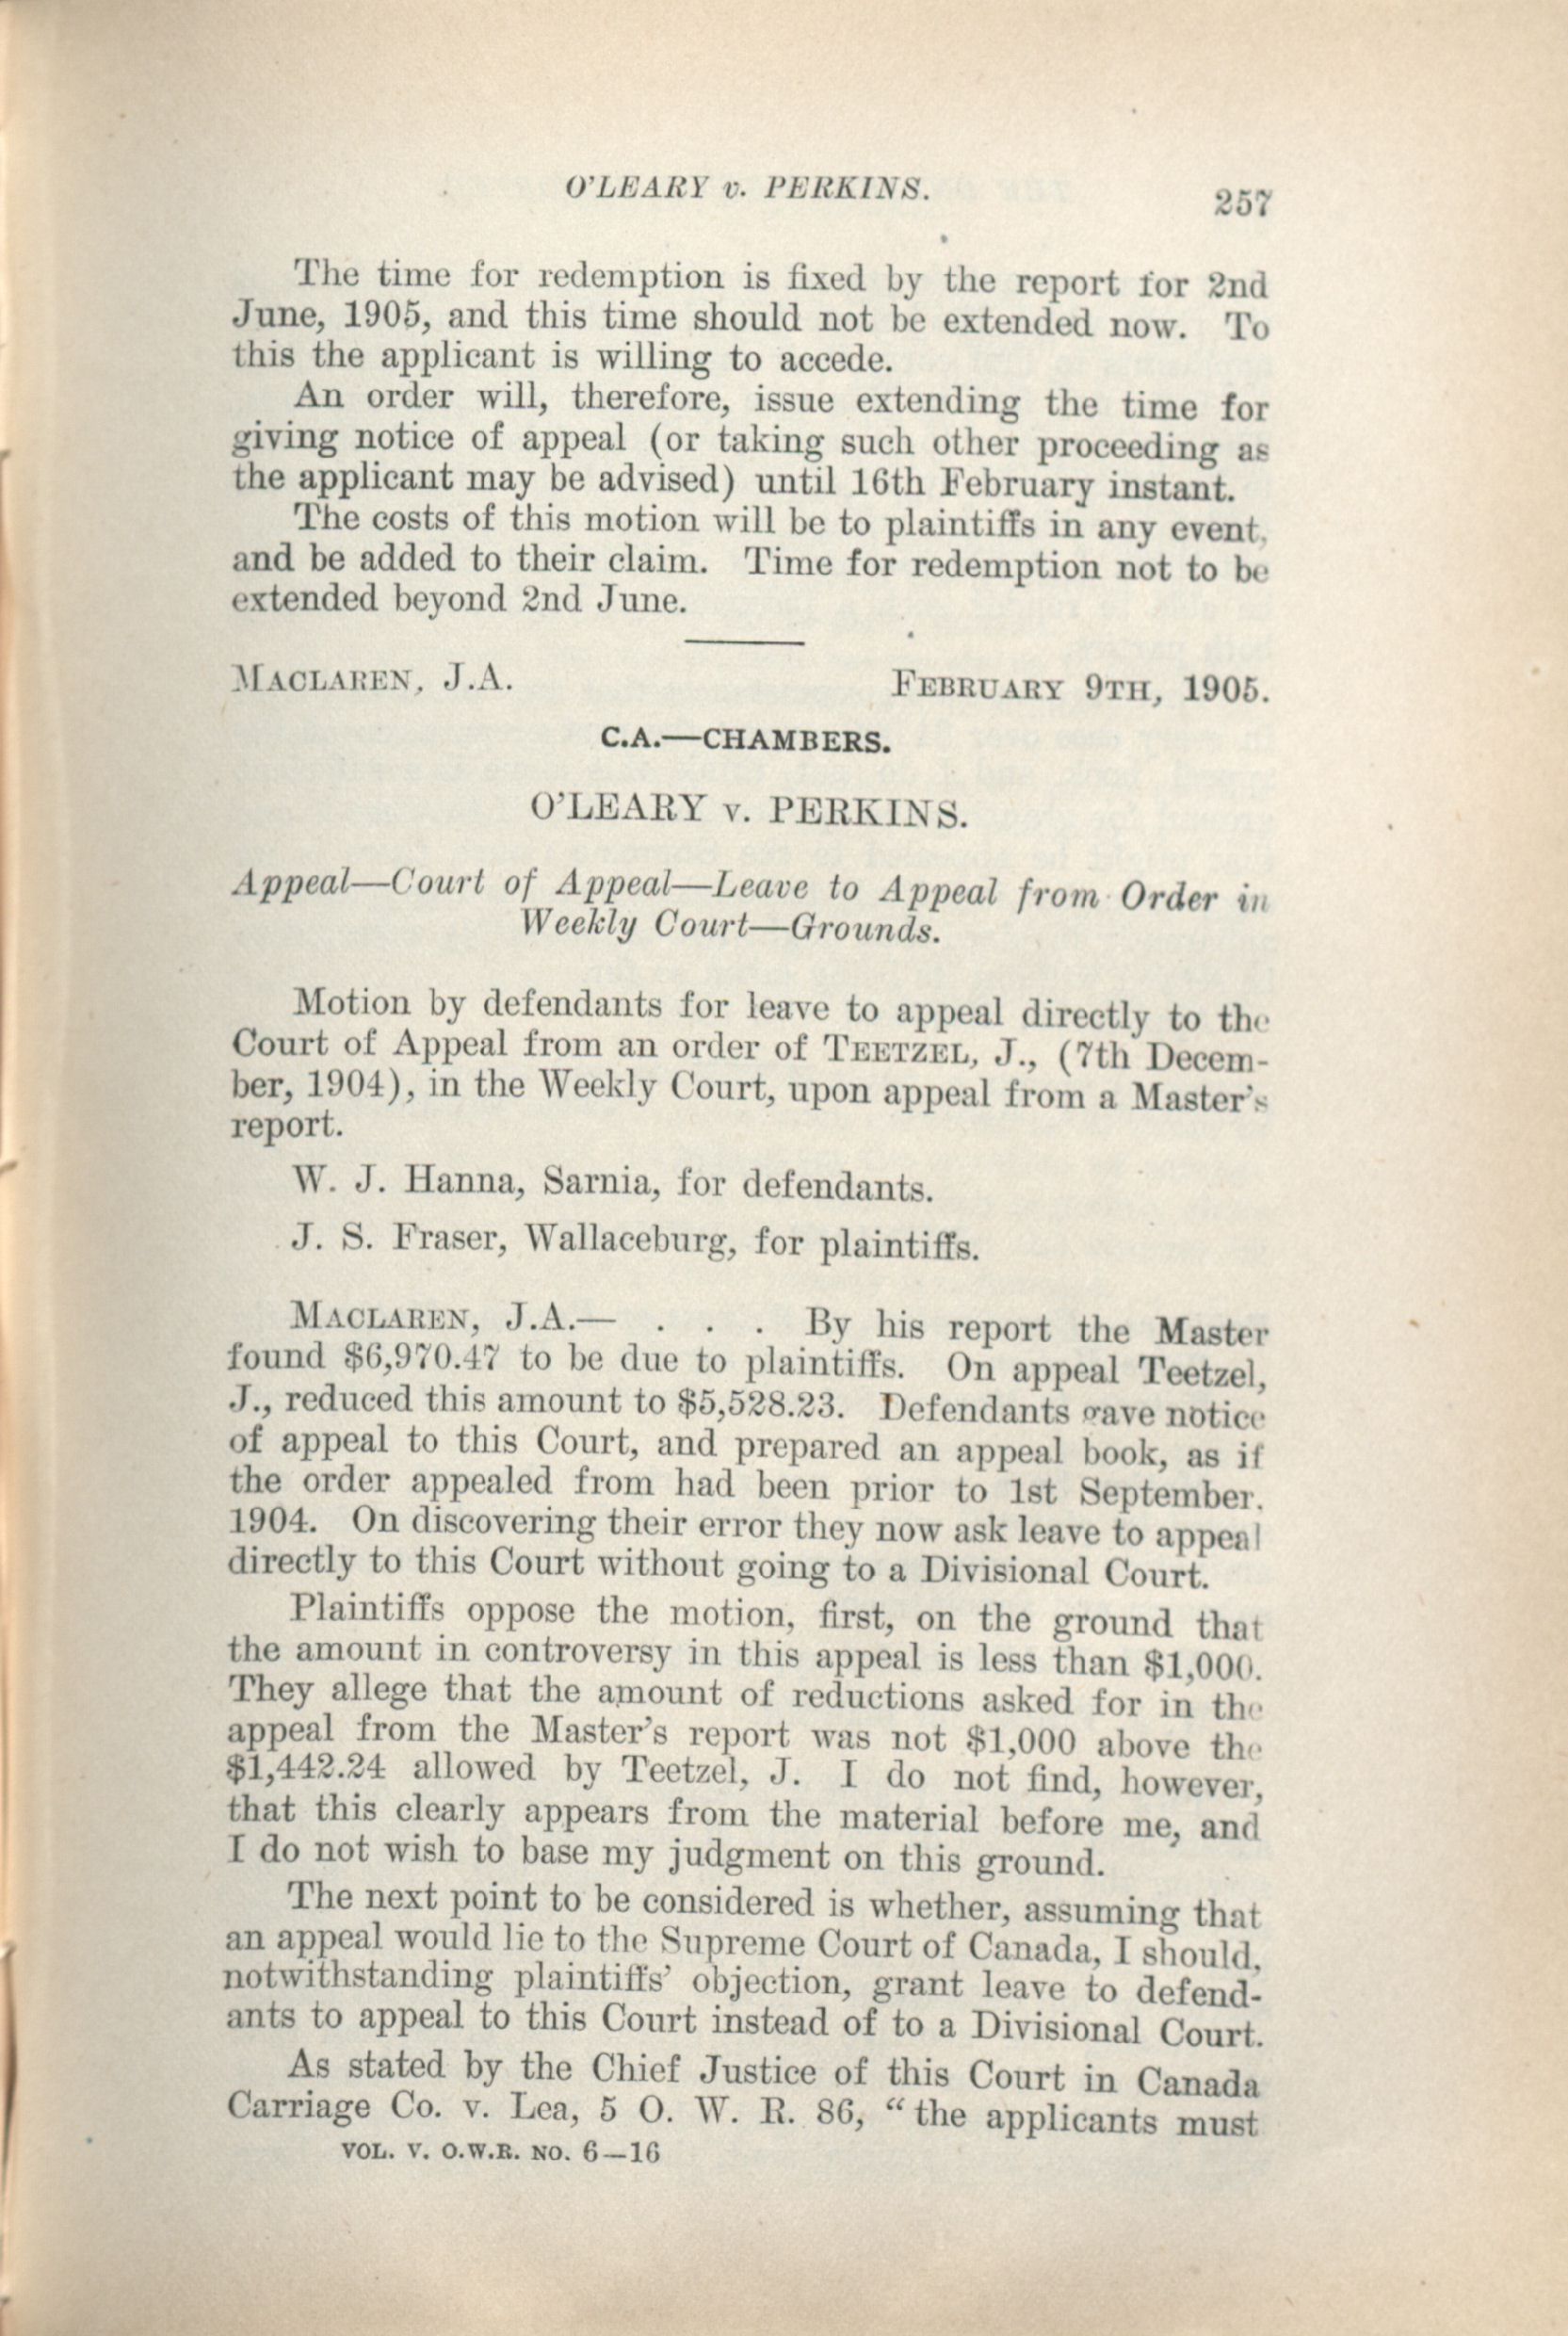 O'LEARY v. PERKINS.
257
The time for redemption is fixed by the report for 2nd
June, 1905, and this time should not be extended now. To
this the applicant is willing to accede.
An order will, therefore, issue extending the time for
giving notice of appeal (or taking such other proceeding as
the applicant may be advised) until 16th February instant.
The costs of this motion will be to plaintiffs in any event,
and be added to their claim. Time for redemption not to be
extended beyond 2nd June.
MACLAREN, J.A.
FEBRUARY 9TH, 1905.
C.A.—CHAMBERS.
O'LEARY v. PERKINS.
Appeal—Court of Appeal—Leave to Appeal from Order in
Weekly Court—Grounds.
Motion by defendants for leave to appeal directly to the
Court of Appeal from an order of TEETZEL, J., (7th Decem-
ber, 1904), in the Weekly Court, upon appeal from a Master's
report.
W. J. Hanna, Sarnia, for defendants.
J. S. Fraser, Wallaceburg, for plaintiffs.
MACLAREN, J.A.— . . . By his report the Master
found $6,970.47 to be due to plaintiffs. On appeal Teetzel,
J., reduced this amount to $5,528.23. Defendants gave notice
of appeal to this Court, and prepared an appeal book, as if
the order appealed from had been prior to 1st September.
1904. On discovering their error they now ask leave to appeal
directly to this Court without going to a Divisional Court.
Plaintiffs oppose the motion, first, on the ground that
the amount in controversy in this appeal is less than $1,000.
They allege that the amount of reductions asked for in the
appeal from the Master's report was not $1,000 above the
$1,442.24 allowed by Teetzel, J. I do not find, however,
that this clearly appears from the material before me, and
I do not wish to base my judgment on this ground.
The next point to be considered is whether, assuming that
an appeal would lie to the Supreme Court of Canada, I should,
notwithstanding plaintiffs' objection, grant leave to defend-
ants to appeal to this Court instead of to a Divisional Court.
As stated by the Chief Justice of this Court in Canada
Carriage Co. v. Lea, 5 O. W. R. 86, "the applicants must
VOL. V. O.W.R. NO. 6—16